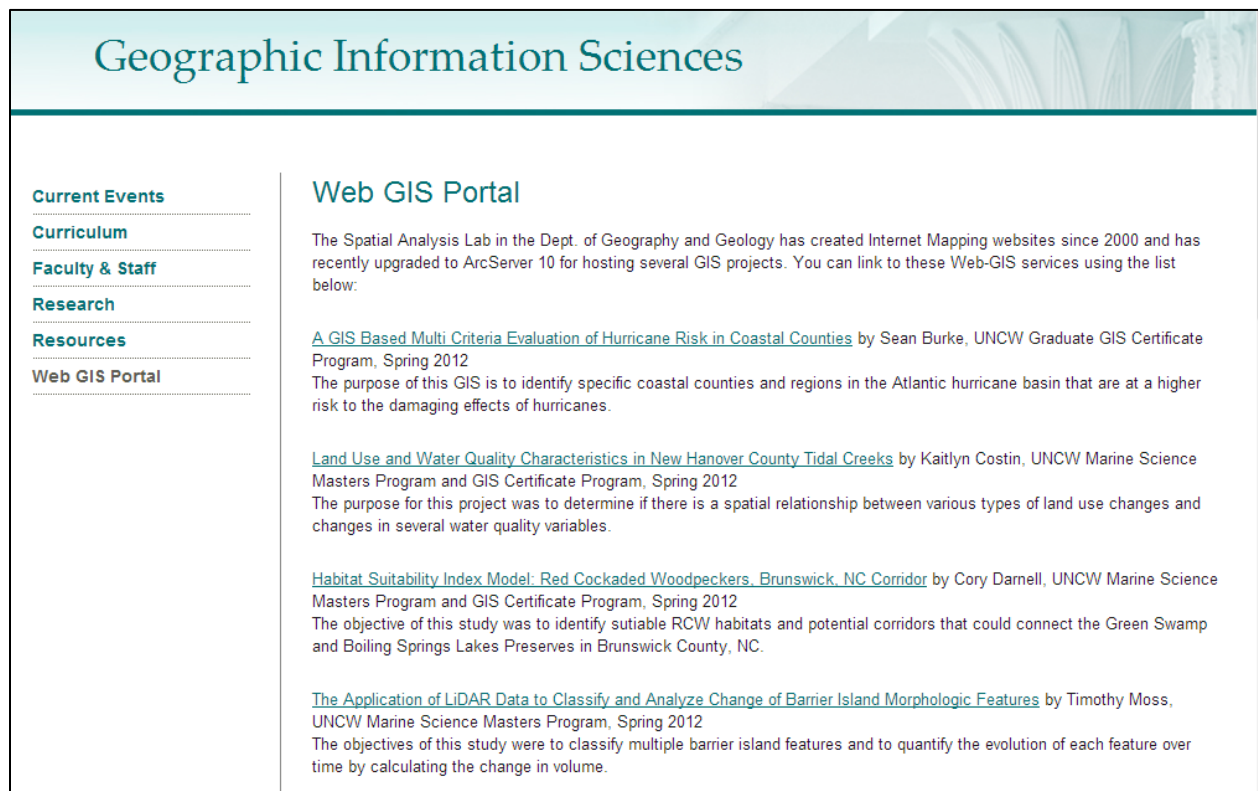 Geographic Information Sciences
Current Events
Curriculum
Faculty & Staff
Research
Resources
Web GIS Portal
Web GIS Portal
The Spatial Analysis Lab in the Dept. of Geography and Geology has created Internet Mapping websites since 2000 and has
recently upgraded to ArcServer 10 for hosting several GIS projects. You can link to these Web-GIS services using the list
below:
A GIS Based Multi Criteria Evaluation of Hurricane Risk in Coastal Counties by Sean Burke, UNCW Graduate GIS Certificate
Program, Spring 2012
The purpose of this GIS is to identify specific coastal counties and regions in the Atlantic hurricane basin that are at a higher
risk to the damaging effects of hurricanes.
Land Use and Water Quality Characteristics in New Hanover County Tidal Creeks by Kaitlyn Costin, UNCW Marine Science
Masters Program and GIS Certificate Program, Spring 2012
The purpose for this project was to determine if there is a spatial relationship between various types of land use changes and
changes in several water quality variables.
Habitat Suitability Index Model: Red Cockaded Woodpeckers, Brunswick, NC Corridor by Cory Darnell, UNCW Marine Science
Masters Program and GIS Certificate Program, Spring 2012
The objective of this study was to identify sutiable RCW habitats and potential corridors that could connect the Green Swamp
and Boiling Springs Lakes Preserves in Brunswick County, NC.
The Application of LiDAR Data to Classify and Analyze Change of Barrier Island Morphologic Features by Timothy Moss,
UNCW Marine Science Masters Program, Spring 2012
The objectives of this study were to classify multiple barrier island features and to quantify the evolution of each feature over
time by calculating the change in volume.